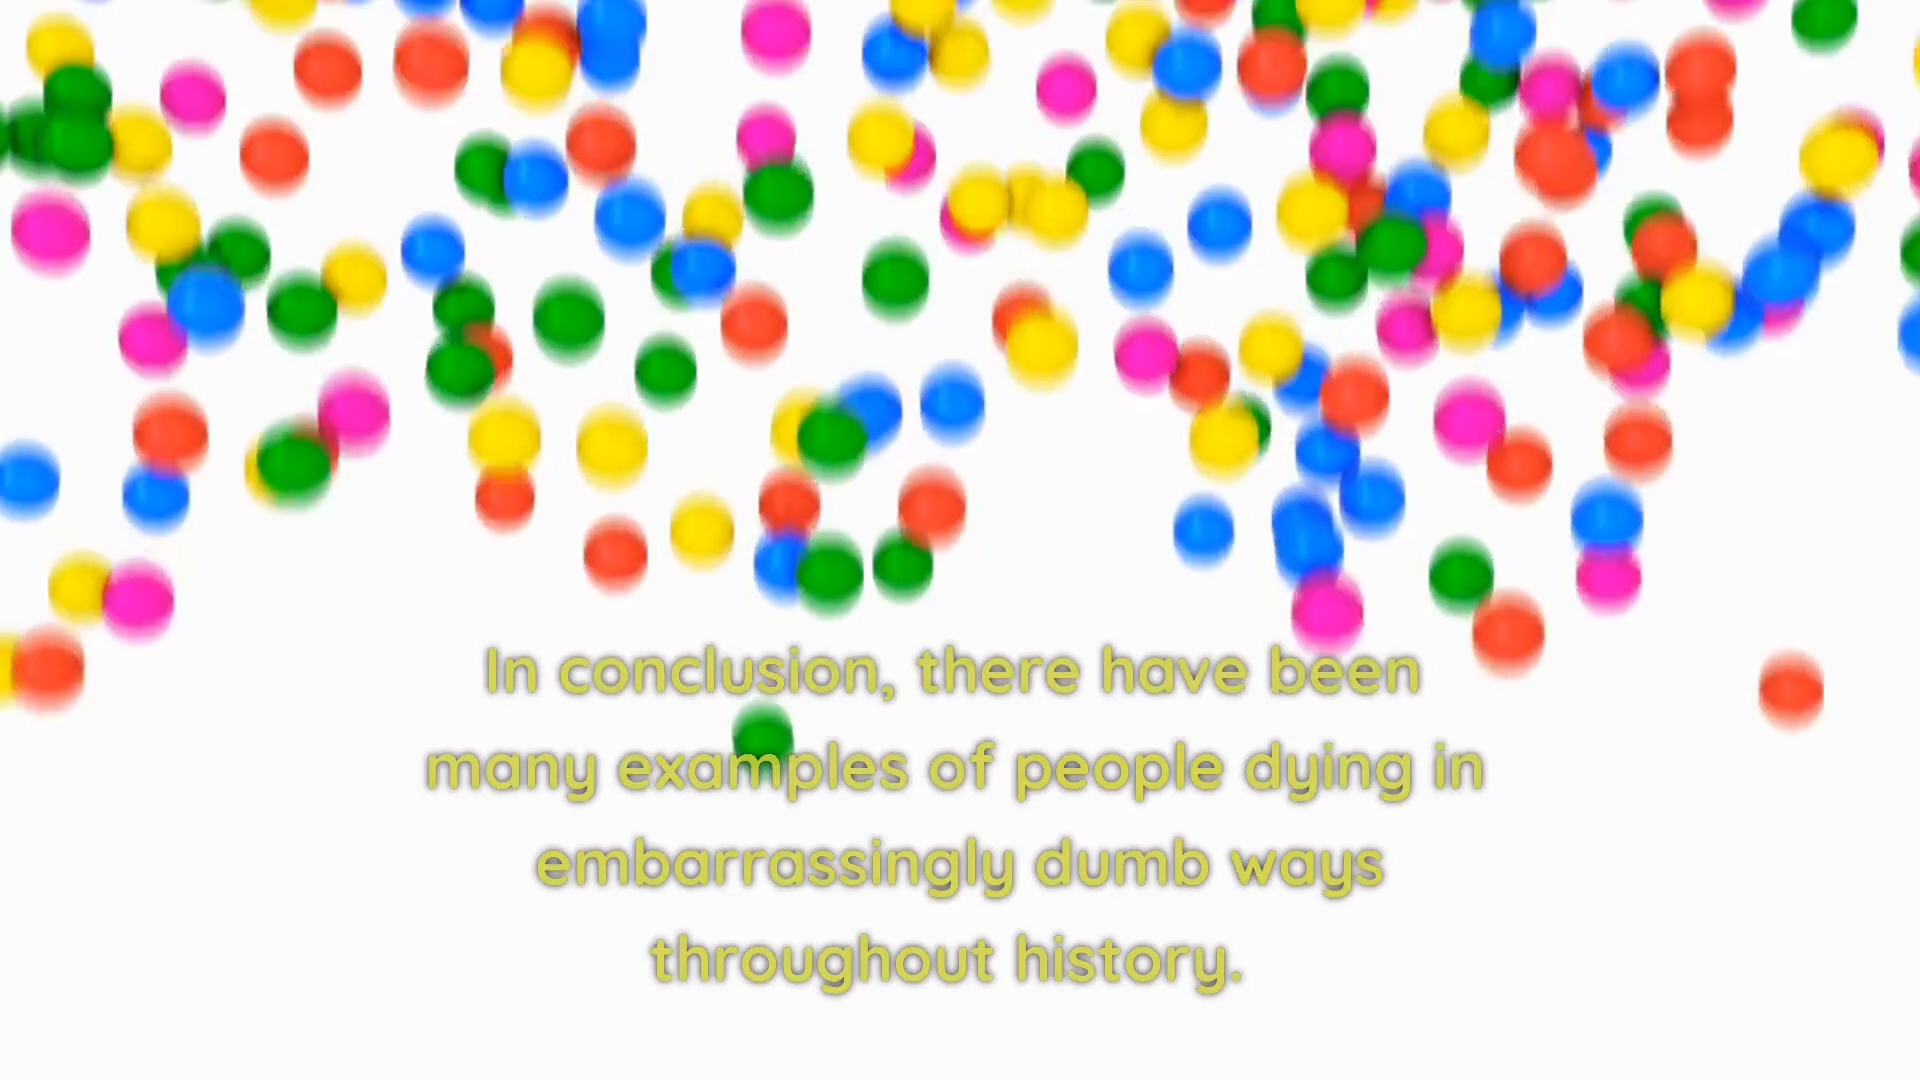 In conclusion, there have been
many examples of people dying in
embarrassingly dumb ways
throughout history.